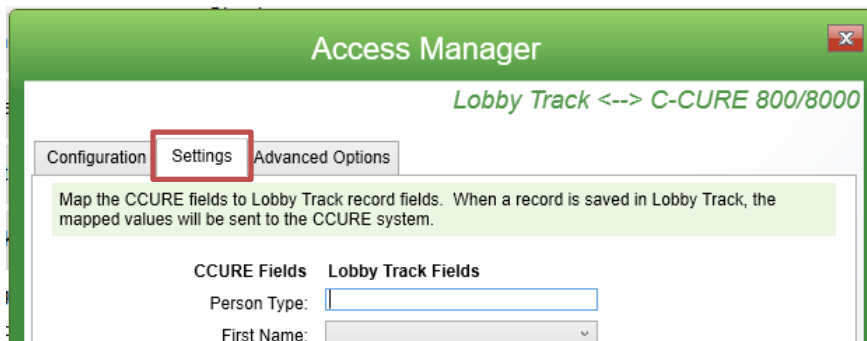 Access Manager
Lobby Track <--> C-CURE 800/8000
Configuration Settings Advanced Options
Map the CCURE fields to Lobby Track record fields. When a record is saved in Lobby Track, the
mapped values will be sent to the CCURE system.
CCURE Fields Lobby Track Fields
Person Type:
First Name: